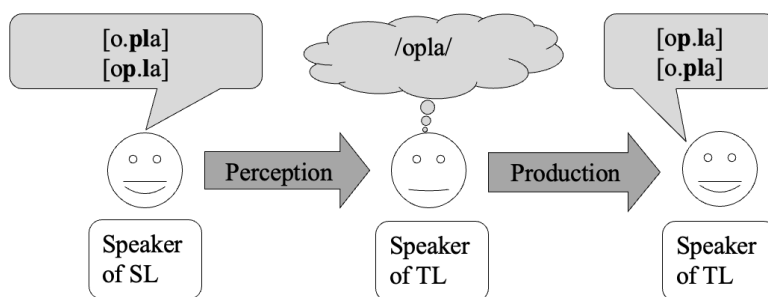 [o.pla]
[op.la]
/opla/
[op.la]
[o.pla]
Perception
Production
Speaker
of SL
Speaker
of TL
Speaker
of TL